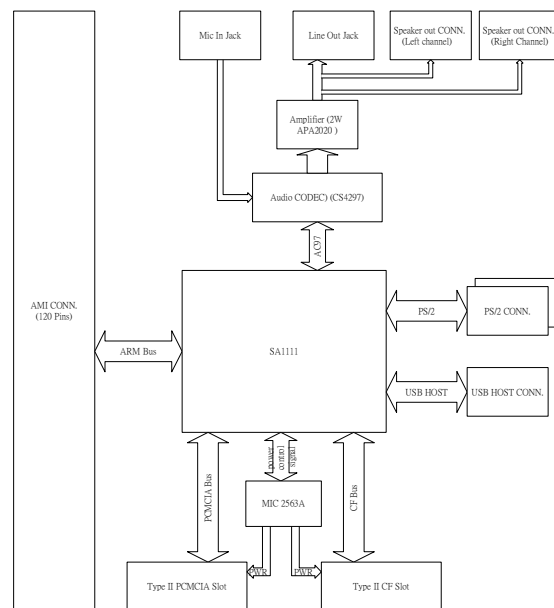 Mic In Jack
Line Out Jack
Speaker out CONN.
(Left channel)
Speaker out CONN.
(Right Channel)
Amplifier (2W
APA2020 )
Audio CODEC) (CS4297)
AC97
AMI CONN.
(120 Pins)
ARM Bus
SA1111
PS/2
PS/2 CONN.
USB HOST
USB HOST CONN.
PCMCIA Bus
power
control
signal
CF Bus
MIC 2563A
PWR
PWR
Type II PCMCIA Slot
Type II CF Slot